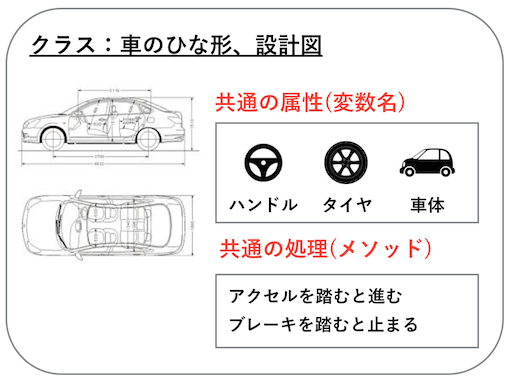 クラス：車のひな形、設計図
共通の属性(変数名)
ハンドル　タイヤ　車体
共通の処理(メソッド)
アクセルを踏むと進む
ブレーキを踏むと止まる